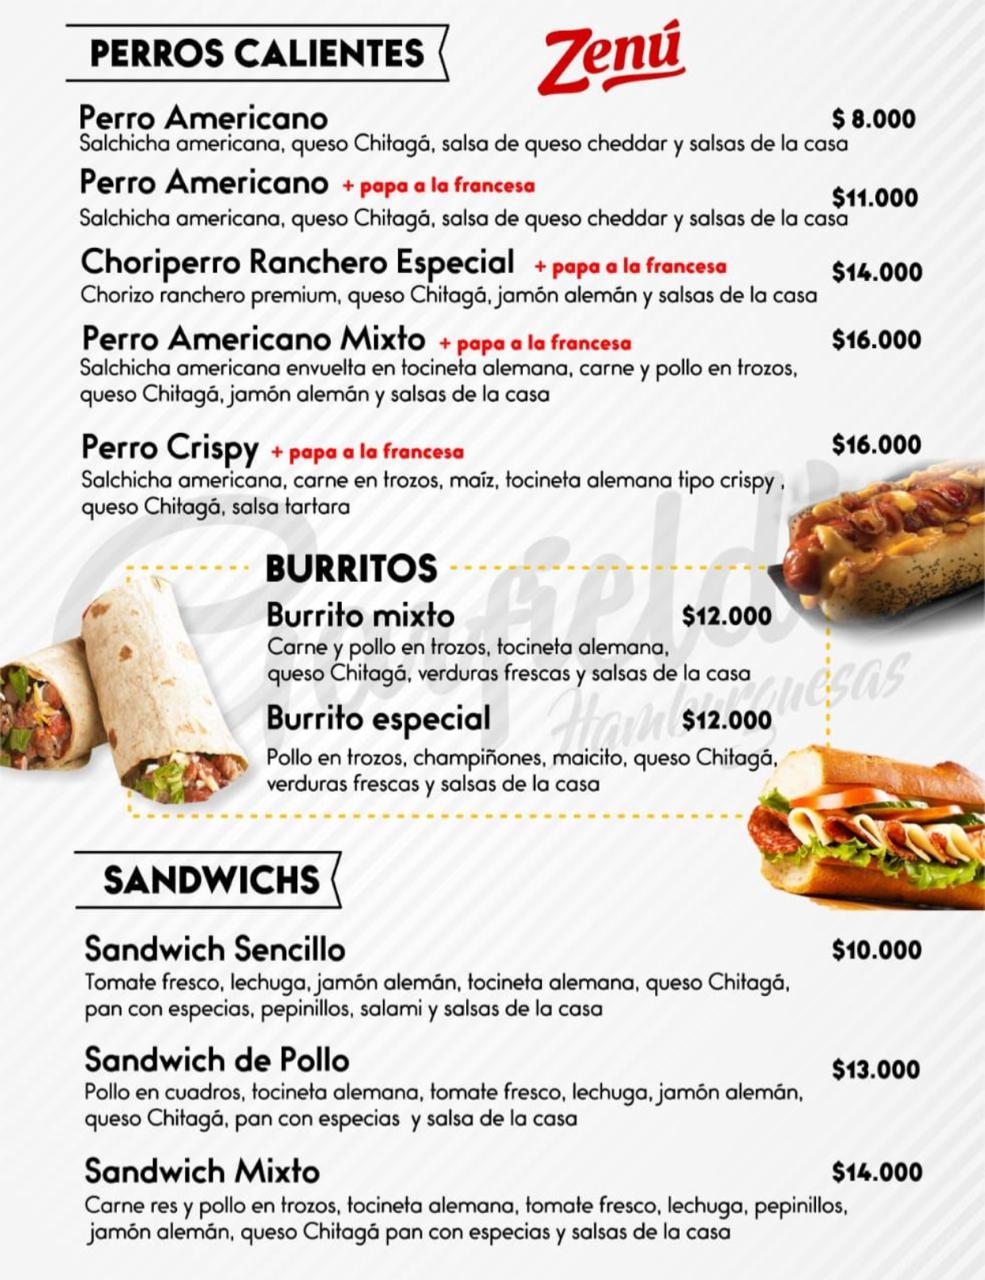 PERROS CALIENTES
Zenú
Perro Americano $ 8.000
Salchicha americana, queso Chitagá, salsa de queso cheddar y salsas de la casa
Perro Americano + papa a la francesa $11.000
Salchicha americana, queso Chitagá, salsa de queso cheddar y salsas de la casa
Choriperro Ranchero Especial + papa a la francesa $14.000
Chorizo ranchero premium, queso Chitagá, jamón alemán y salsas de la casa
Perro Americano Mixto + papa a la francesa $16.000
Salchicha americana envuelta en tocineta alemana, carne y pollo en trozos,
queso Chitagá, jamón alemán y salsas de la casa
Perro Crispy + papa a la francesa $16.000
Salchicha americana, carne en trozos, maíz, tocineta alemana tipo crispy ,
queso Chitagá, salsa tartara
Garfield
Hamburguesas
BURRITOS
Burrito mixto $12.000
Carne y pollo en trozos, tocineta alemana,
queso Chitagá, verduras frescas y salsas de la casa
Burrito especial $12.000
Pollo en trozos, champiñones, maicito, queso Chitagá,
verduras frescas y salsas de la casa
SANDWICHS
Sandwich Sencillo $10.000
Tomate fresco, lechuga, jamón alemán, tocineta alemana, queso Chitagá,
pan con especias, pepinillos, salami y salsas de la casa
Sandwich de Pollo $13.000
Pollo en cuadros, tocineta alemana, tomate fresco, lechuga, jamón alemán,
queso Chitagá, pan con especias y salsa de la casa
Sandwich Mixto $14.000
Carne res y pollo en trozos, tocineta alemana, tomate fresco, lechuga, pepinillos,
jamón alemán, queso Chitagá pan con especias y salsas de la casa